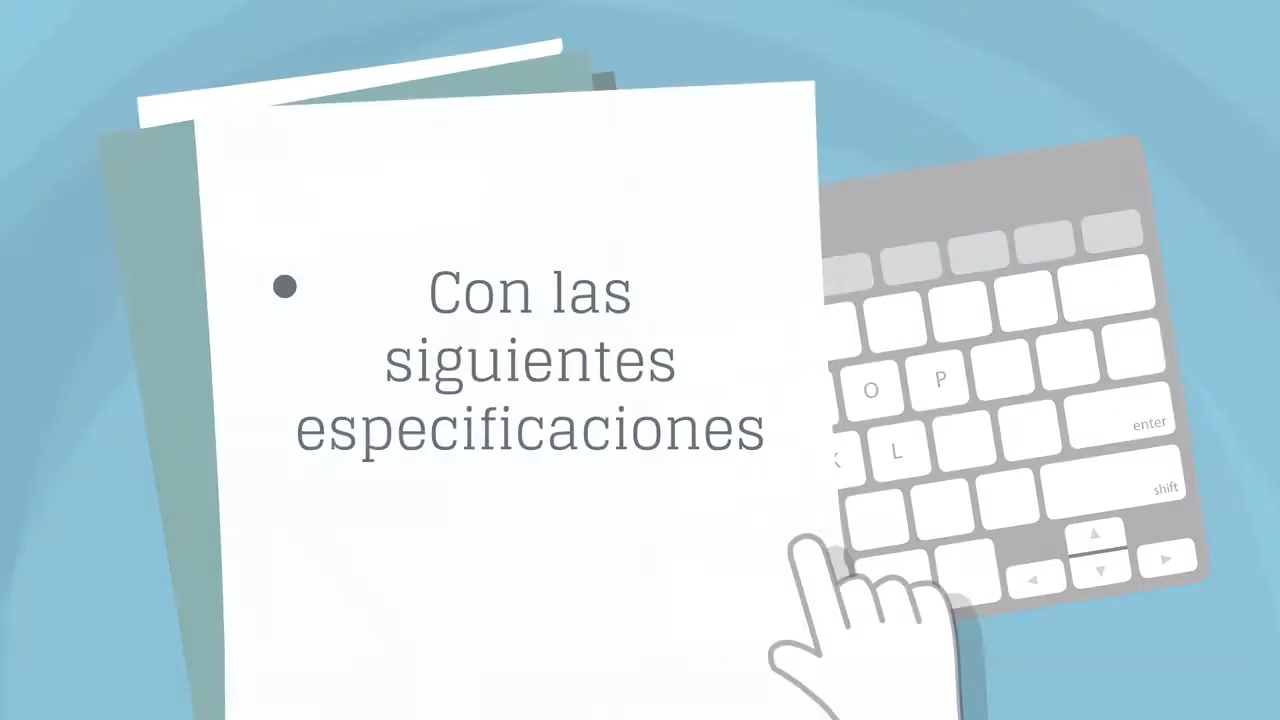 Con las
siguientes
especificaciones
O
P
enter
K
L
shift